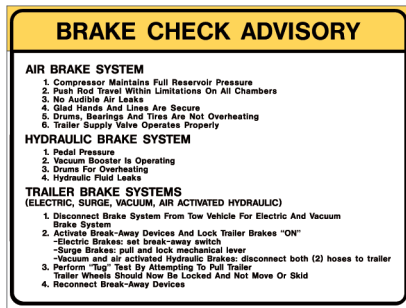 BRAKE CHECK ADVISORY
AIR BRAKE SYSTEM
1. Compressor Maintains Full Reservoir Pressure
2. Push Rod Travel Within Limitations On All Chambers
3. No Audible Air Leaks
4. Glad Hands And Lines Are Secure
5. Drums, Bearings And Tires Are Not Overheating
6. Trailer Supply Valve Operates Properly
HYDRAULIC BRAKE SYSTEM
1. Pedal Pressure
2. Vacuum Booster Is Operating
3. Drums For Overheating
4. Hydraulic Fluid Leaks
TRAILER BRAKE SYSTEMS
(ELECTRIC, SURGE, VACUUM, AIR ACTIVATED HYDRAULIC)
1. Disconnect Brake System From Tow Vehicle For Electric And Vacuum
Brake System
2. Activate Break-Away Devices And Lock Trailer Brakes "ON"
-Electric Brakes: set break-away switch
-Surge Brakes: pull and lock mechanical lever
-Vacuum and air activated Hydraulic Brakes: disconnect both (2) hoses to trailer
3. Perform "Tug" Test By Attempting To Pull Trailer
Trailer Wheels Should Now Be Locked And Not Move Or Skid
4. Reconnect Break-Away Devices